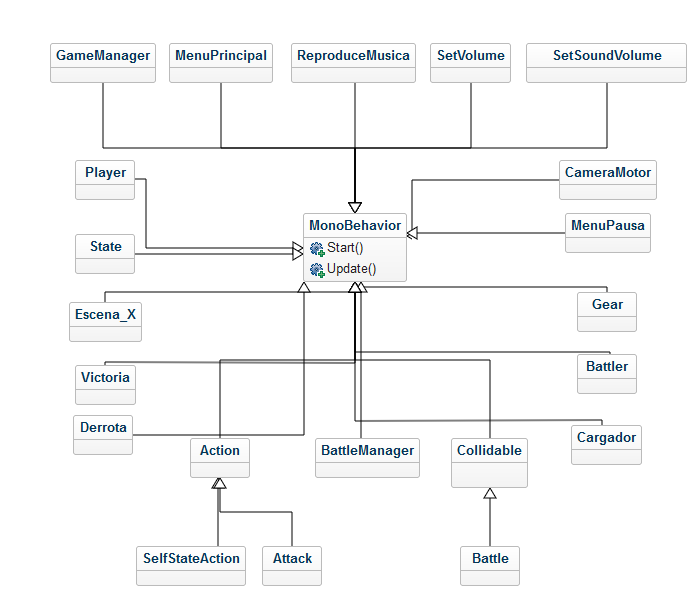 GameManager
MenuPrincipal
ReproduceMusica
SetVolume
SetSoundVolume
Player
CameraMotor
MonoBehavior
Start()
Update()
MenuPausa
State
Escena_X
Gear
Victoria
Battler
Derrota
Action
BattleManager
Collidable
Cargador
SelfStateAction
Attack
Battle